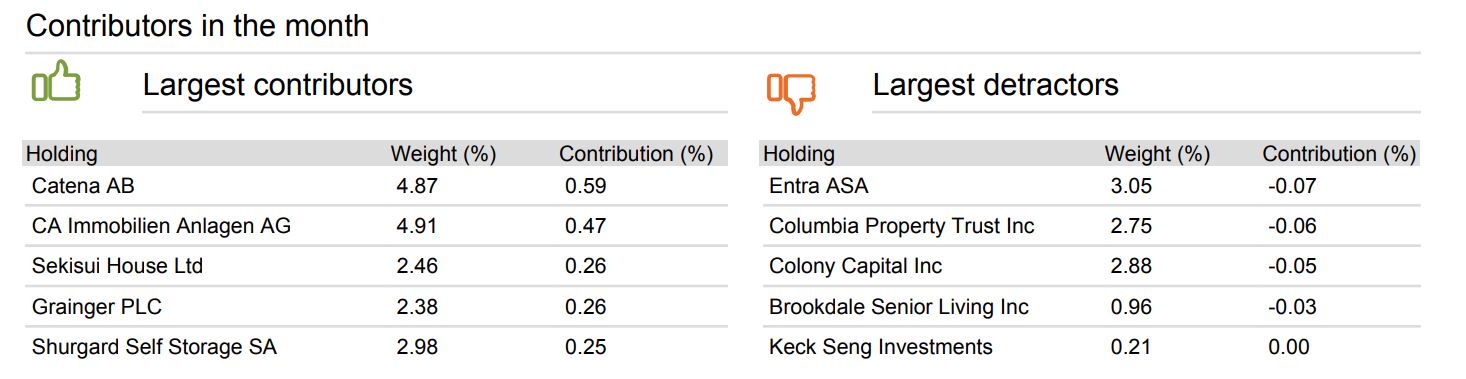 Contributors in the month
Largest contributors
Holding Weight (%) Contribution (%)
Catena AB 4.87 0.59
CA Immobilien Anlagen AG 4.91 0.47
Sekisui House Ltd 2.46 0.26
Grainger PLC 2.38 0.26
Shurgard Self Storage SA 2.98 0.25
Largest detractors
Holding Weight (%) Contribution (%)
Entra ASA 3.05 -0.07
Columbia Property Trust Inc 2.75 -0.06
Colony Capital Inc 2.88 -0.05
Brookdale Senior Living Inc 0.96 -0.03
Keck Seng Investments 0.21 0.00